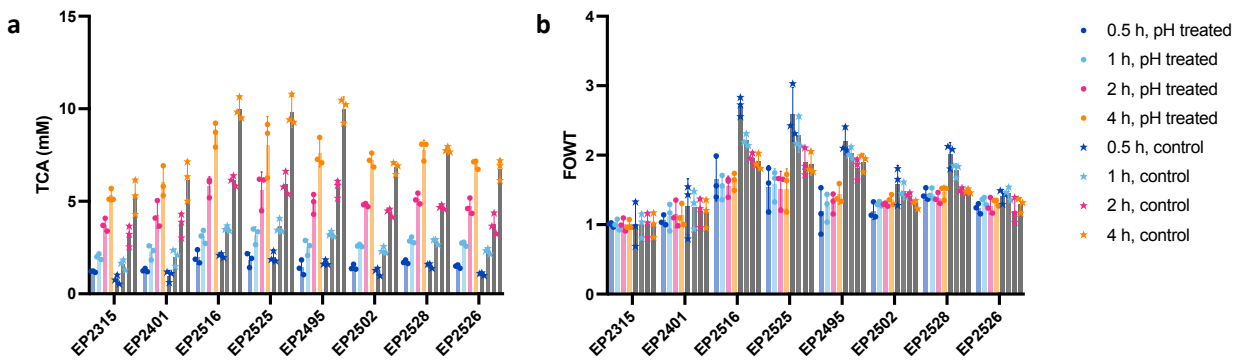 a
TCA (mM)
15
10
5
0
EP2315
EP2401
EP2516
EP2525
EP2495
EP2502
EP2528
EP2526
b
FOWT
4
3
2
1
0
EP2315
EP2401
EP2516
EP2525
EP2495
EP2502
EP2528
EP2526
0.5 h, pH treated
1 h, pH treated
2 h, pH treated
4 h, pH treated
0.5 h, control
1 h, control
2 h, control
4 h, control